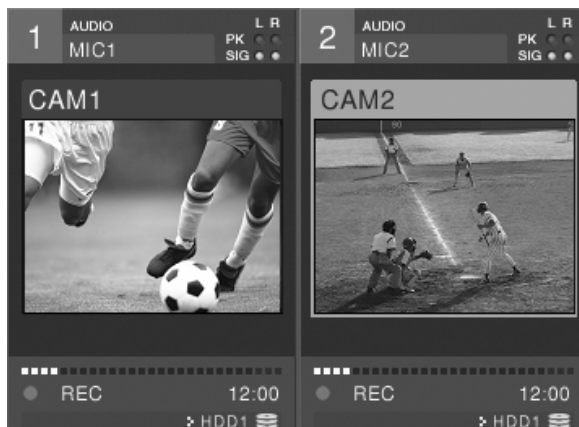 1 AUDIO L R
MIC1 PK
SIG
CAM1
REC 12:00
HDD1
2 AUDIO L R
MIC2 PK
SIG
CAM2
90
REC 12:00
HDD1